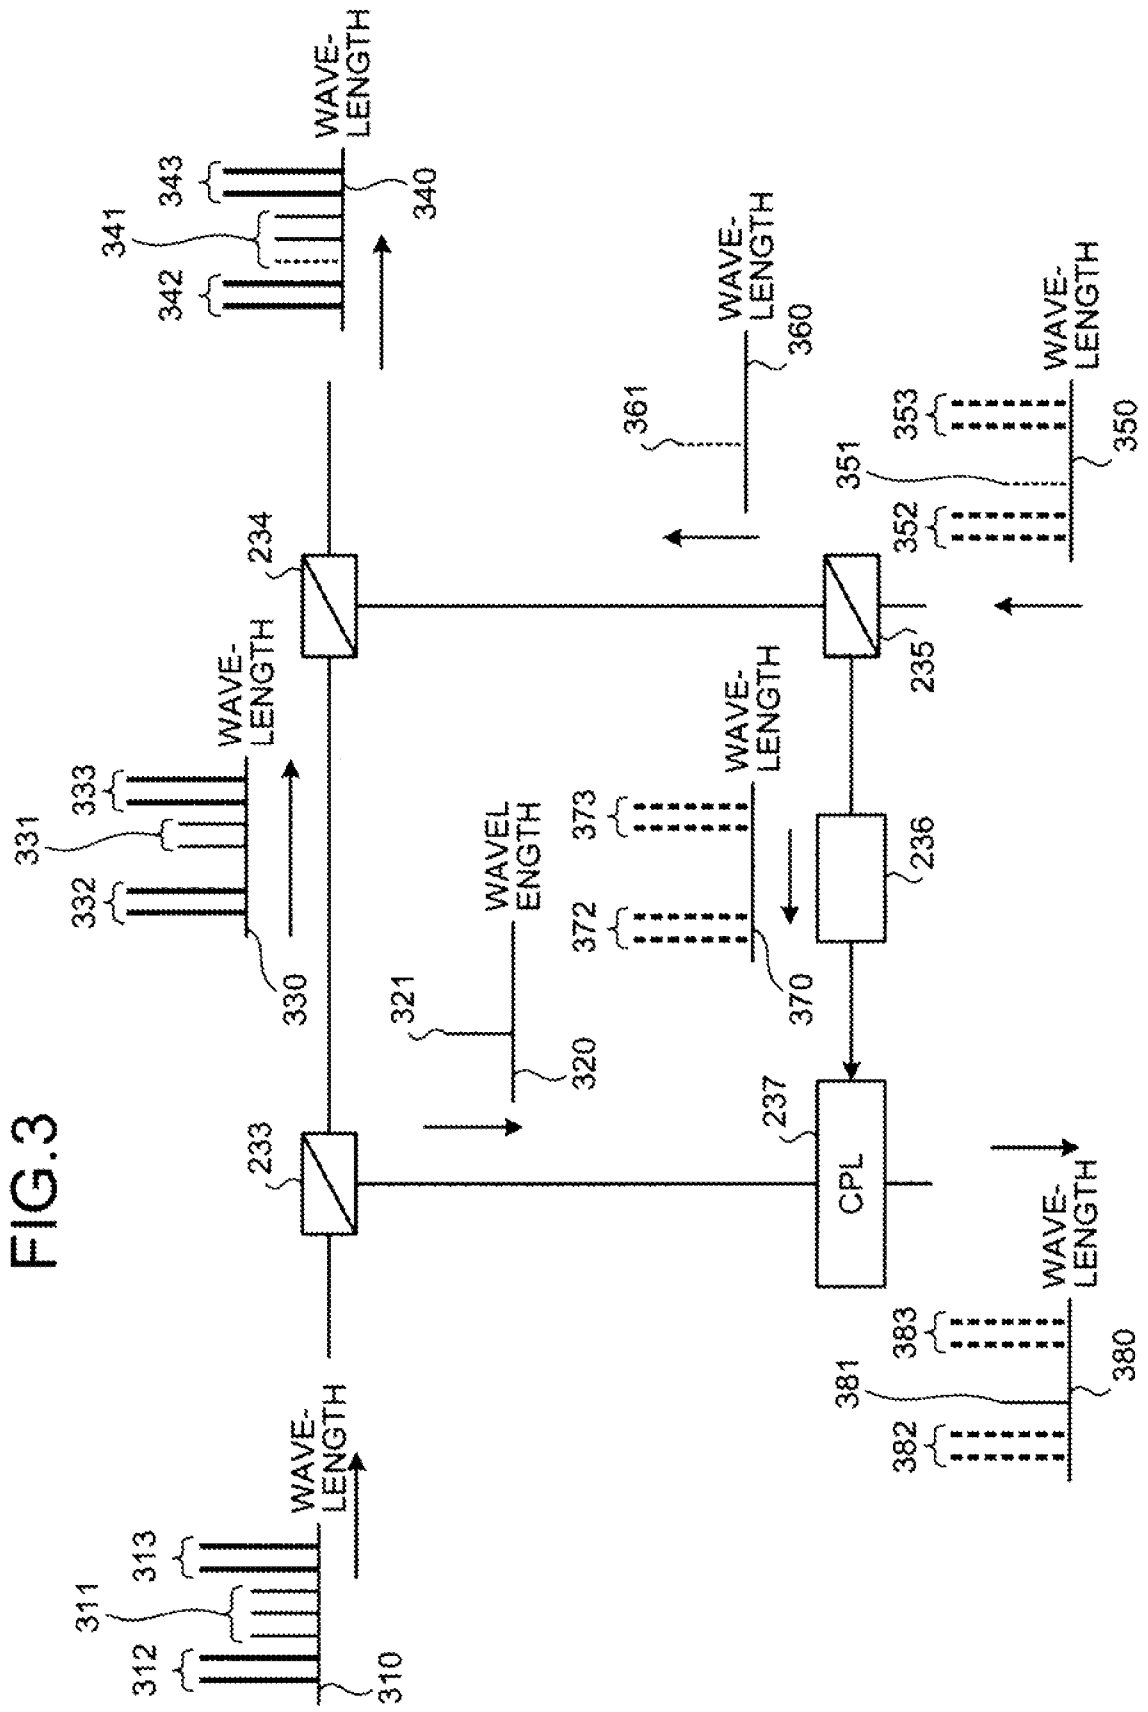 FIG.3
312
311
313
310
WAVE-
LENGTH
332
331
333
330
WAVE-
LENGTH
342
341
343
340
WAVE-
LENGTH
233
234
321
320
WAVEL
ENGTH
361
360
WAVE-
LENGTH
372
373
370
WAVE-
LENGTH
237
CPL
236
235
382
381
383
380
WAVE-
LENGTH
352
351
353
350
WAVE-
LENGTH